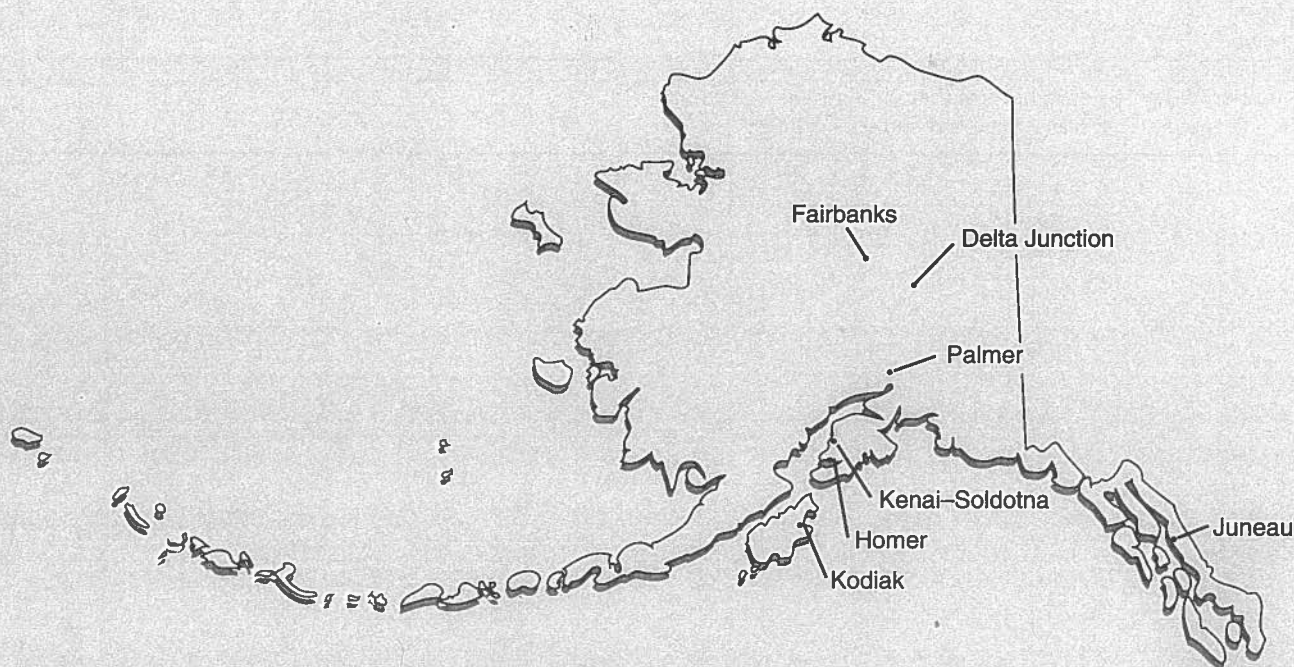 Fairbanks
Delta Junction
Palmer
Kenai–Soldotna
Juneau
Homer
Kodiak